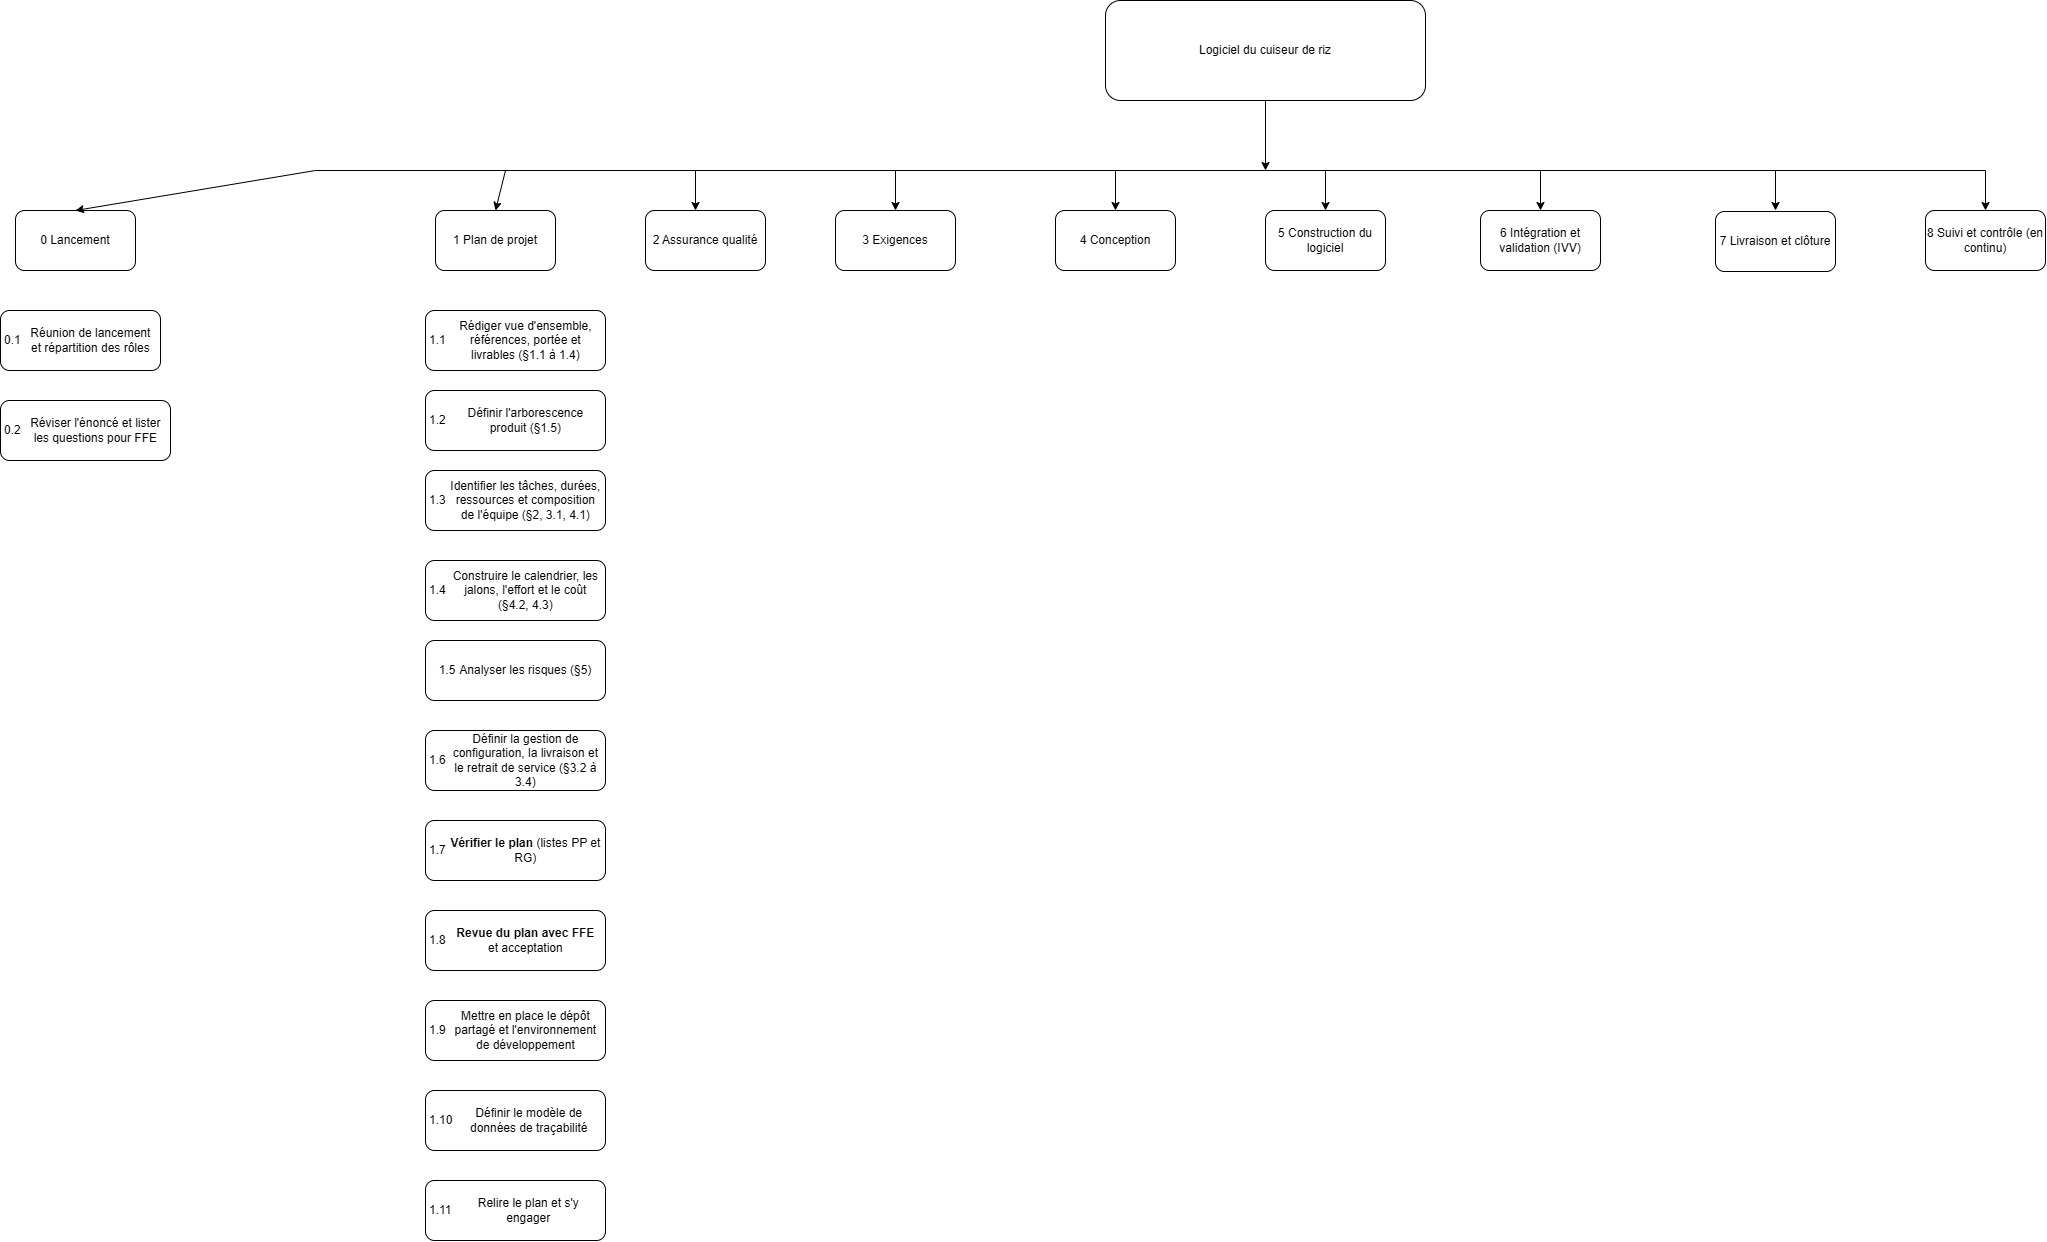 Logiciel du cuiseur de riz
0 Lancement
1 Plan de projet
2 Assurance qualité
3 Exigences
4 Conception
5 Construction du
logiciel
6 Intégration et
validation (IVV)
7 Livraison et clôture
8 Suivi et contrôle (en
continu)
0.1 Réunion de lancement
et répartition des rôles
0.2 Réviser l'énoncé et lister
les questions pour FFE
1.1 Rédiger vue d'ensemble,
références, portée et
livrables (§1.1 à 1.4)
1.2 Définir l'arborescence
produit (§1.5)
1.3 Identifier les tâches, durées,
ressources et composition
de l'équipe (§2, 3.1, 4.1)
1.4 Construire le calendrier, les
jalons, l'effort et le coût
(§4.2, 4.3)
1.5 Analyser les risques (§5)
1.6 Définir la gestion de
configuration, la livraison et
le retrait de service (§3.2 à
3.4)
1.7 Vérifier le plan (listes PP et
RG)
1.8 Revue du plan avec FFE
et acceptation
1.9 Mettre en place le dépôt
partagé et l'environnement
de développement
1.10 Définir le modèle de
données de traçabilité
1.11 Relire le plan et s'y
engager